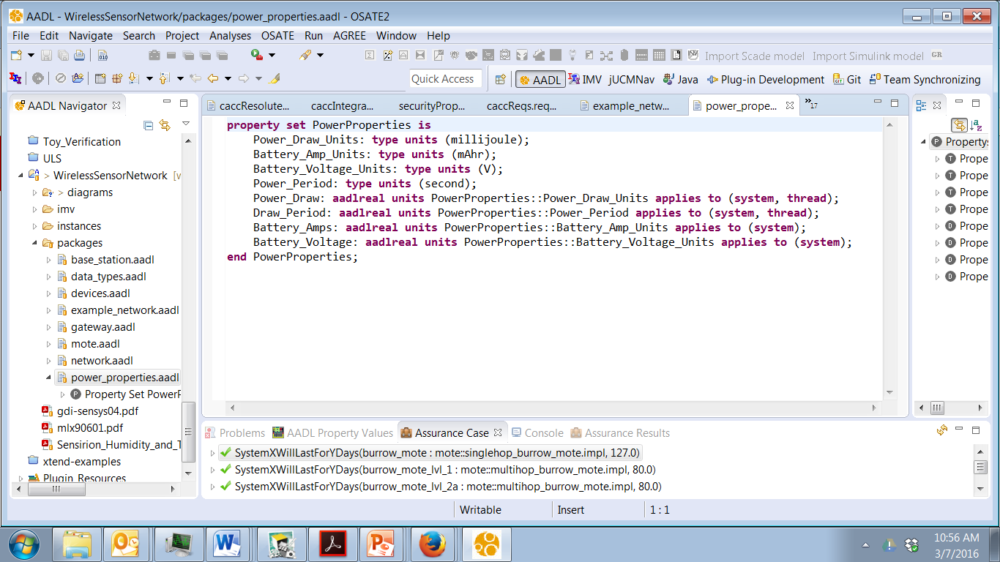 AADL - WirelessSensorNetwork/packages/power_properties.aadl - OSATE2
File Edit Navigate Search Project Analyses OSATE Run AGREE Window Help
010 Import Scade model Import Simulink model GR
Quick Access AADL IMV jUCMNav Java Plug-in Development Git Team Synchronizing
AADL Navigator
Toy_Verification
ULS
> WirelessSensorNetwork [v
> diagrams
imv
instances
packages
base_station.aadl
data_types.aadl
devices.aadl
example_network.aadl
gateway.aadl
mote.aadl
network.aadl
power_properties.aadl
Property Set PowerP
gdi-sensys04.pdf
mlx90601.pdf
Sensirion_Humidity_and_T
xtend-examples
Plugin_Resources
caccResolute... caccIntegra... securityProp... caccReqs.req... example_netw... power_prope... »17
property set PowerProperties is
Power_Draw_Units: type units (millijoule);
Battery_Amp_Units: type units (mAhr);
Battery_Voltage_Units: type units (V);
Power_Period: type units (second);
Power_Draw: aadlreal units PowerProperties::Power_Draw_Units applies to (system, thread);
Draw_Period: aadlreal units PowerProperties::Power_Period applies to (system, thread);
Battery_Amps: aadlreal units PowerProperties::Battery_Amp_Units applies to (system);
Battery_Voltage: aadlreal units PowerProperties::Battery_Voltage_Units applies to (system);
end PowerProperties;
P Property
T Prope
T Prope
T Prope
T Prope
D Prope
D Prope
D Prope
D Prope
Problems AADL Property Values Assurance Case Console Assurance Results
SystemXWillLastForYDays(burrow_mote : mote::singlehop_burrow_mote.impl, 127.0)
SystemXWillLastForYDays(burrow_mote_lvl_1 : mote::multihop_burrow_mote.impl, 80.0)
SystemXWillLastForYDays(burrow_mote_lvl_2a : mote::multihop_burrow_mote.impl, 80.0)
Writable Insert 1 : 1
10:56 AM
3/7/2016